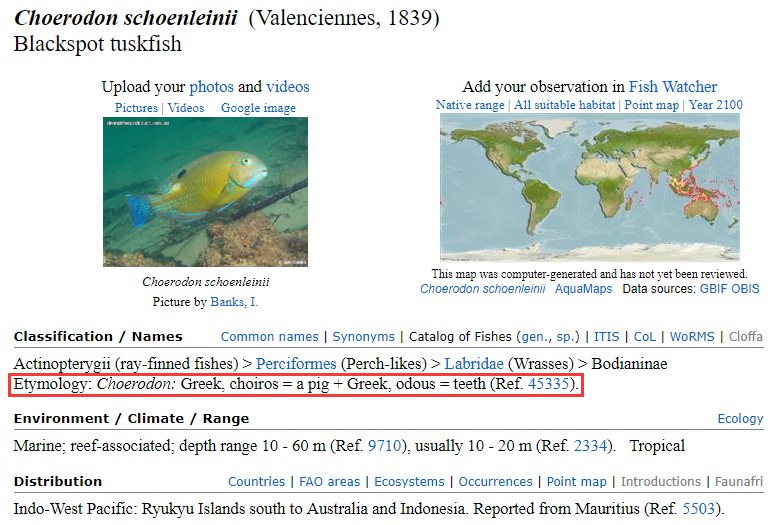 Choerodon schoenleinii (Valenciennes, 1839)
Blackspot tuskfish
Upload your photos and videos
Pictures | Videos Google image
Add your observation in Fish Watcher
Native range | All suitable habitat | Point map | Year 2100
Choerodon schoenleinii
Picture by Banks, I.
This map was computer-generated and has not yet been reviewed.
Choerodon schoenleinii AquaMaps Data sources: GBIF OBIS
Classification / Names Common names | Synonyms | Catalog of Fishes (gen., sp.) | ITIS | CoL | WoRMS | Cloffa
Actinopterygii (ray-finned fishes) > Perciformes (Perch-likes) > Labridae (Wrasses) > Bodianinae
Etymology: Choerodon: Greek, choiros = a pig + Greek, odous = teeth (Ref. 45335).
Environment / Climate / Range Ecology
Marine; reef-associated; depth range 10 - 60 m (Ref. 9710), usually 10 - 20 m (Ref. 2334). Tropical
Distribution Countries | FAO areas | Ecosystems | Occurrences | Point map | Introductions | Faunafri
Indo-West Pacific: Ryukyu Islands south to Australia and Indonesia. Reported from Mauritius (Ref. 5503).